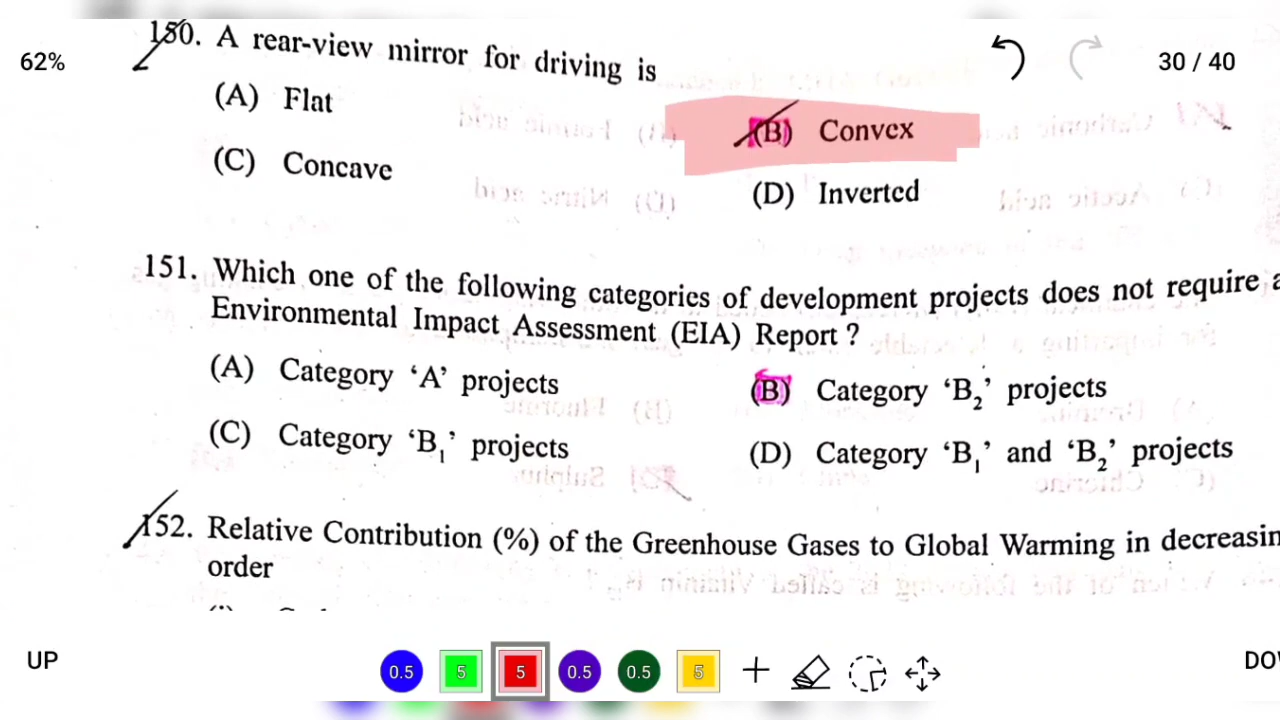 62%
30 / 40
150. A rear-view mirror for driving is
(A) Flat
(B) Convex
(C) Concave
(D) Inverted
151. Which one of the following categories of development projects does not require a
Environmental Impact Assessment (EIA) Report ?
(A) Category ‘A’ projects
(B) Category ‘B₂’ projects
(C) Category ‘B₁’ projects
(D) Category ‘B₁’ and ‘B₂’ projects
152. Relative Contribution (%) of the Greenhouse Gases to Global Warming in decreasin
order
UP
0.5 5 5 0.5 0.5 5
DO